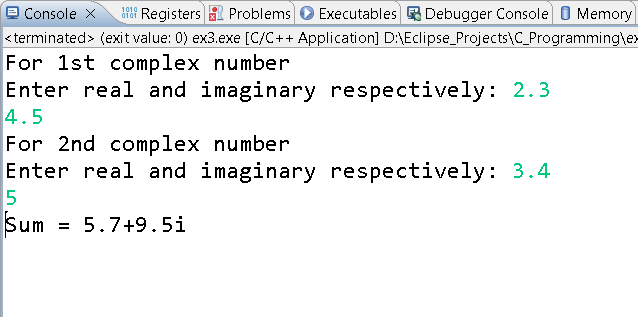 Console Registers Problems Executables Debugger Console Memory
<terminated> (exit value: 0) ex3.exe [C/C++ Application] D:\Eclipse_Projects\C_Programming\ex
For 1st complex number
Enter real and imaginary respectively: 2.3
4.5
For 2nd complex number
Enter real and imaginary respectively: 3.4
5
Sum = 5.7+9.5i